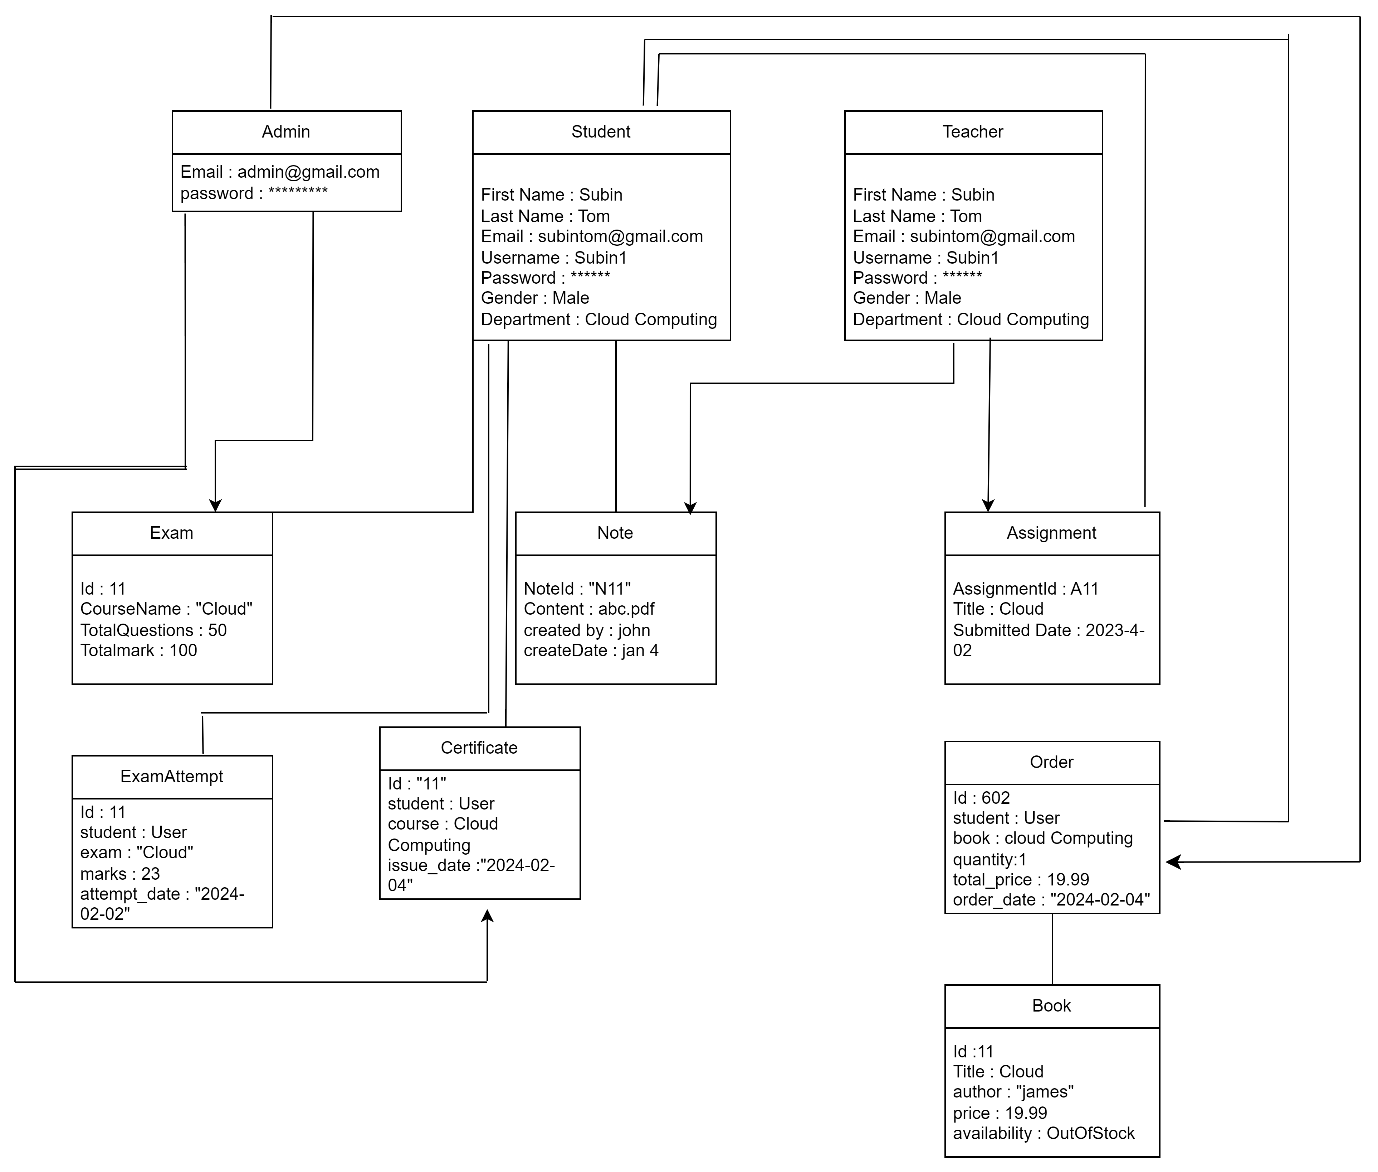 Admin
Email : admin@gmail.com
password : *********
Student
First Name : Subin
Last Name : Tom
Email : subintom@gmail.com
Username : Subin1
Password : ******
Gender : Male
Department : Cloud Computing
Teacher
First Name : Subin
Last Name : Tom
Email : subintom@gmail.com
Username : Subin1
Password : ******
Gender : Male
Department : Cloud Computing
Exam
Id : 11
CourseName : "Cloud"
TotalQuestions : 50
Totalmark : 100
Note
NoteId : "N11"
Content : abc.pdf
created by : john
createDate : jan 4
Assignment
AssignmentId : A11
Title : Cloud
Submitted Date : 2023-4-
02
ExamAttempt
Id : 11
student : User
exam : "Cloud"
marks : 23
attempt_date : "2024-
02-02"
Certificate
Id : "11"
student : User
course : Cloud
Computing
issue_date :"2024-02-
04"
Order
Id : 602
student : User
book : cloud Computing
quantity:1
total_price : 19.99
order_date : "2024-02-04"
Book
Id :11
Title : Cloud
author : "james"
price : 19.99
availability : OutOfStock